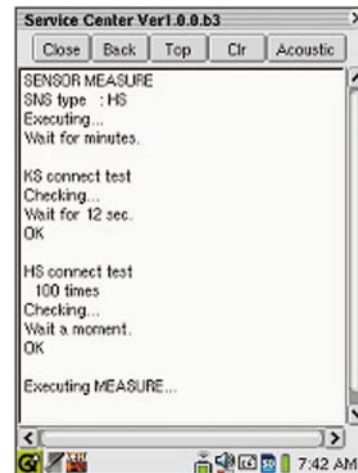 Service Center Ver1.0.0.b3
Close Back Top Clr Acoustic
SENSOR MEASURE
SNS type : HS
Executing...
Wait for minutes.
KS connect test
Checking...
Wait for 12 sec.
OK
HS connect test
100 times
Checking...
Wait a moment.
OK
Executing MEASURE...
7:42 AM